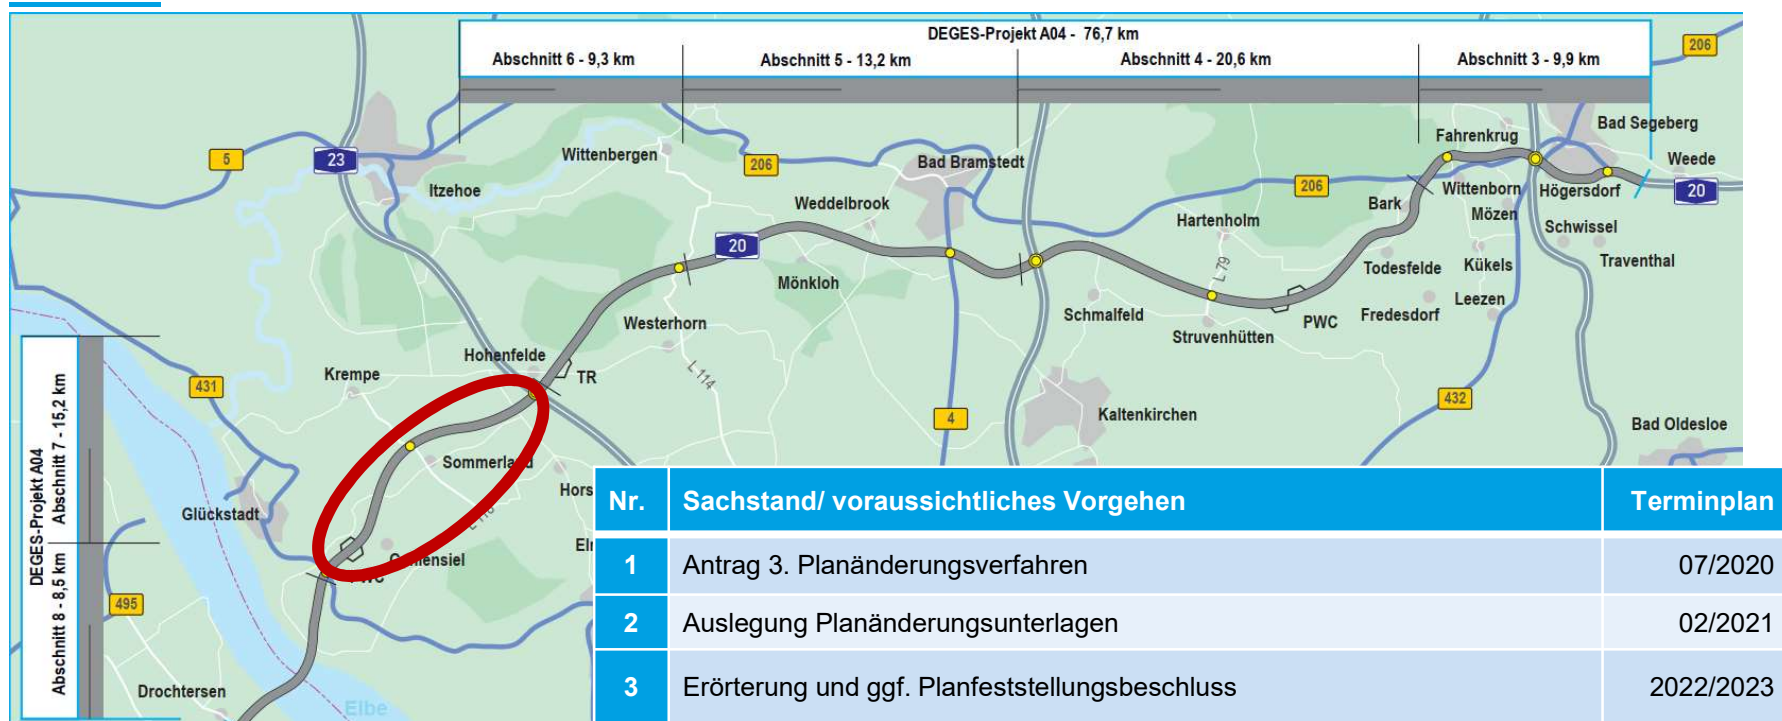 DEGES-Projekt A04 - 76,7 km
Abschnitt 6 - 9,3 km
Abschnitt 5 - 13,2 km
Abschnitt 4 - 20,6 km
Abschnitt 3 - 9,9 km
206
Bad Segeberg
Fahrenkrug
Weede
5
23
Wittenbergen
206
Bad Bramstedt
Itzehoe
206
Wittenborn
Högersdorf
20
Weddelbrook
Bark
Mözen
Hartenholm
Schwissel
20
L 79
Todesfelde
Kükels
Traventhal
Mönkloh
Leezen
Schmalfeld
PWC
Fredesdorf
Westerhorn
Struvenhütten
Hohenfelde
TR
L 114
Krempe
431
432
4
Kaltenkirchen
Bad Oldesloe
Sommerland
Hors
Glückstadt
PWC
495
Drochtersen
Elbe
DEGES-Projekt A04
Abschnitt 7 - 15,2 km
Abschnitt 8 - 8,5 km
Nr. Sachstand/ voraussichtliches Vorgehen Terminplan
1 Antrag 3. Planänderungsverfahren 07/2020
2 Auslegung Planänderungsunterlagen 02/2021
3 Erörterung und ggf. Planfeststellungsbeschluss 2022/2023